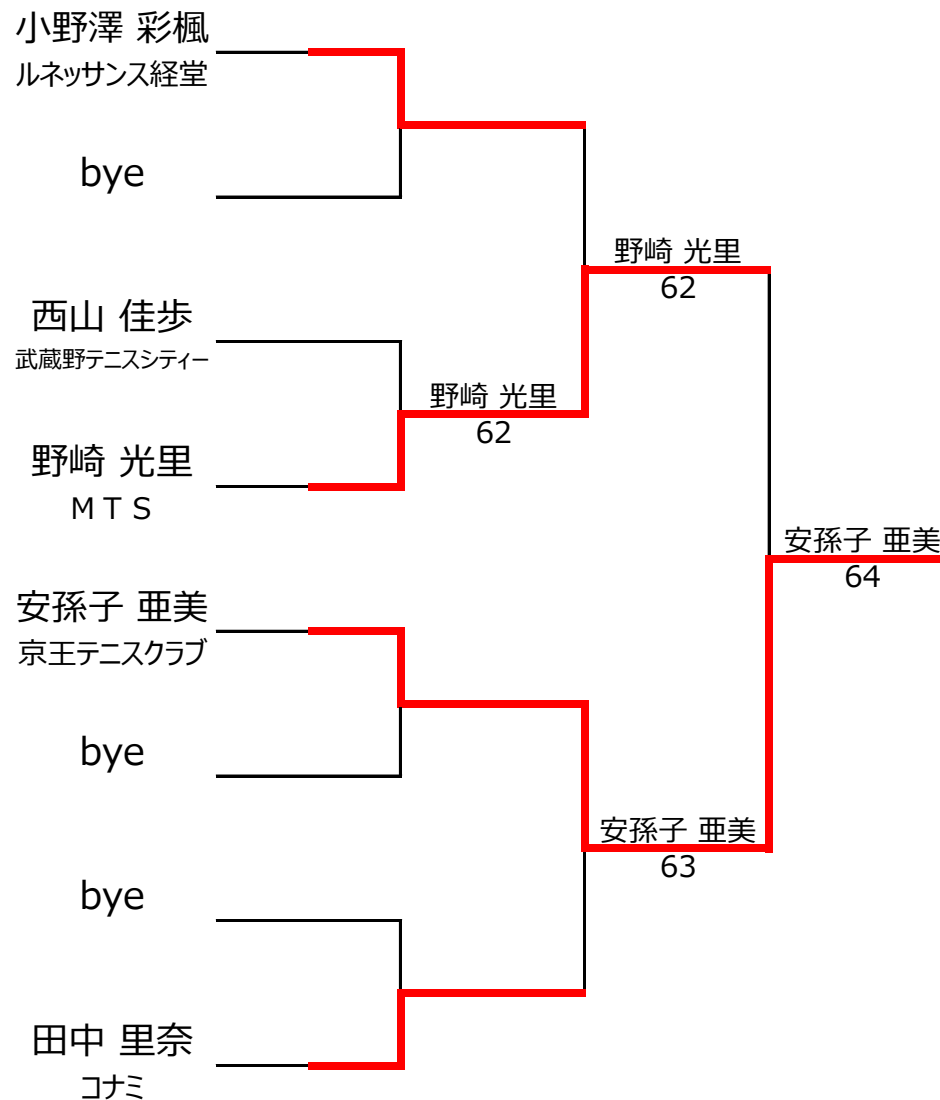 小野澤 彩楓
ルネッサンス経堂
bye
西山 佳歩
武蔵野テニスシティー
野崎 光里
ＭＴＳ
安孫子 亜美
京王テニスクラブ
bye
bye
田中 里奈
コナミ
野崎 光里
62
野崎 光里
62
安孫子 亜美
63
安孫子 亜美
64